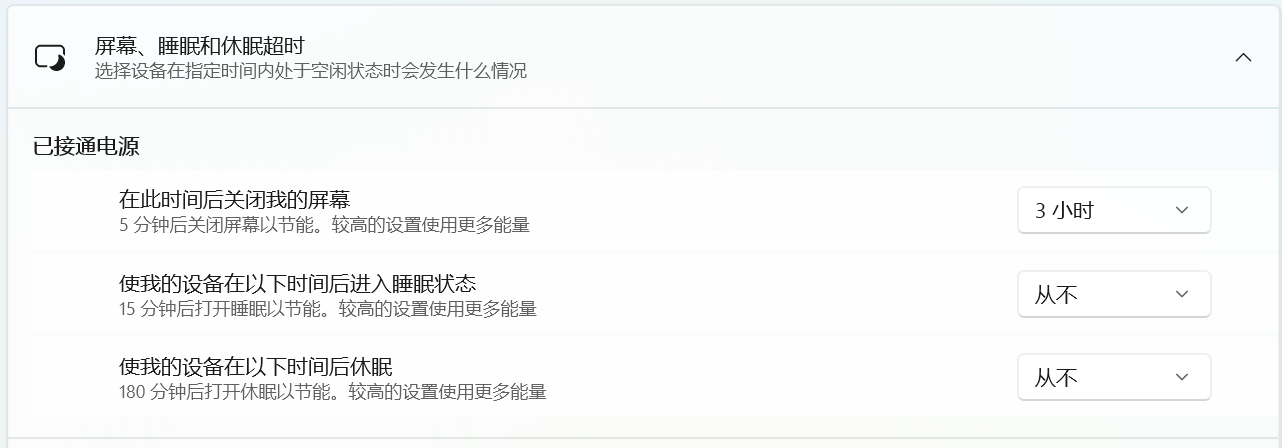 屏幕、睡眠和休眠超时
选择设备在指定时间内处于空闲状态时会发生什么情况
已接通电源
在此时间后关闭我的屏幕
5 分钟后关闭屏幕以节能。较高的设置使用更多能量
3 小时
使我的设备在以下时间后进入睡眠状态
15 分钟后打开睡眠以节能。较高的设置使用更多能量
从不
使我的设备在以下时间后休眠
180 分钟后打开休眠以节能。较高的设置使用更多能量
从不